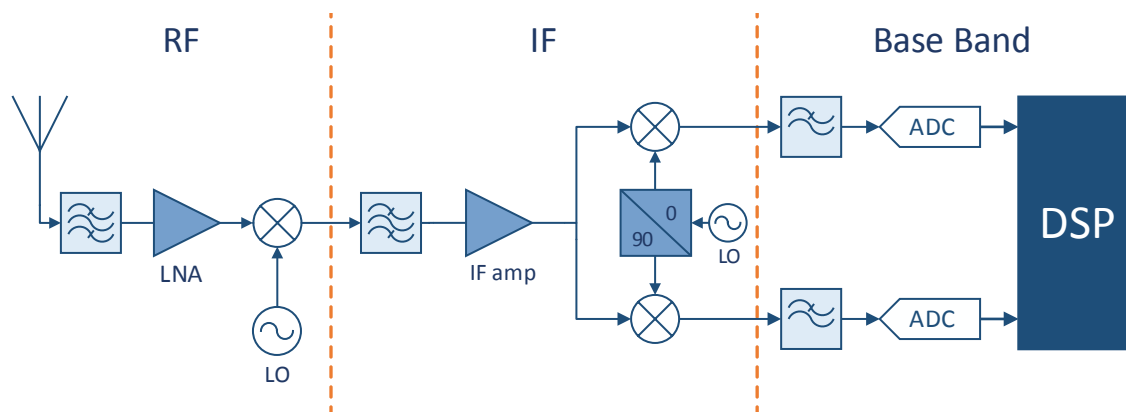 RF
IF
Base Band
ADC
LNA
IF amp
0
90
LO
LO
ADC
DSP